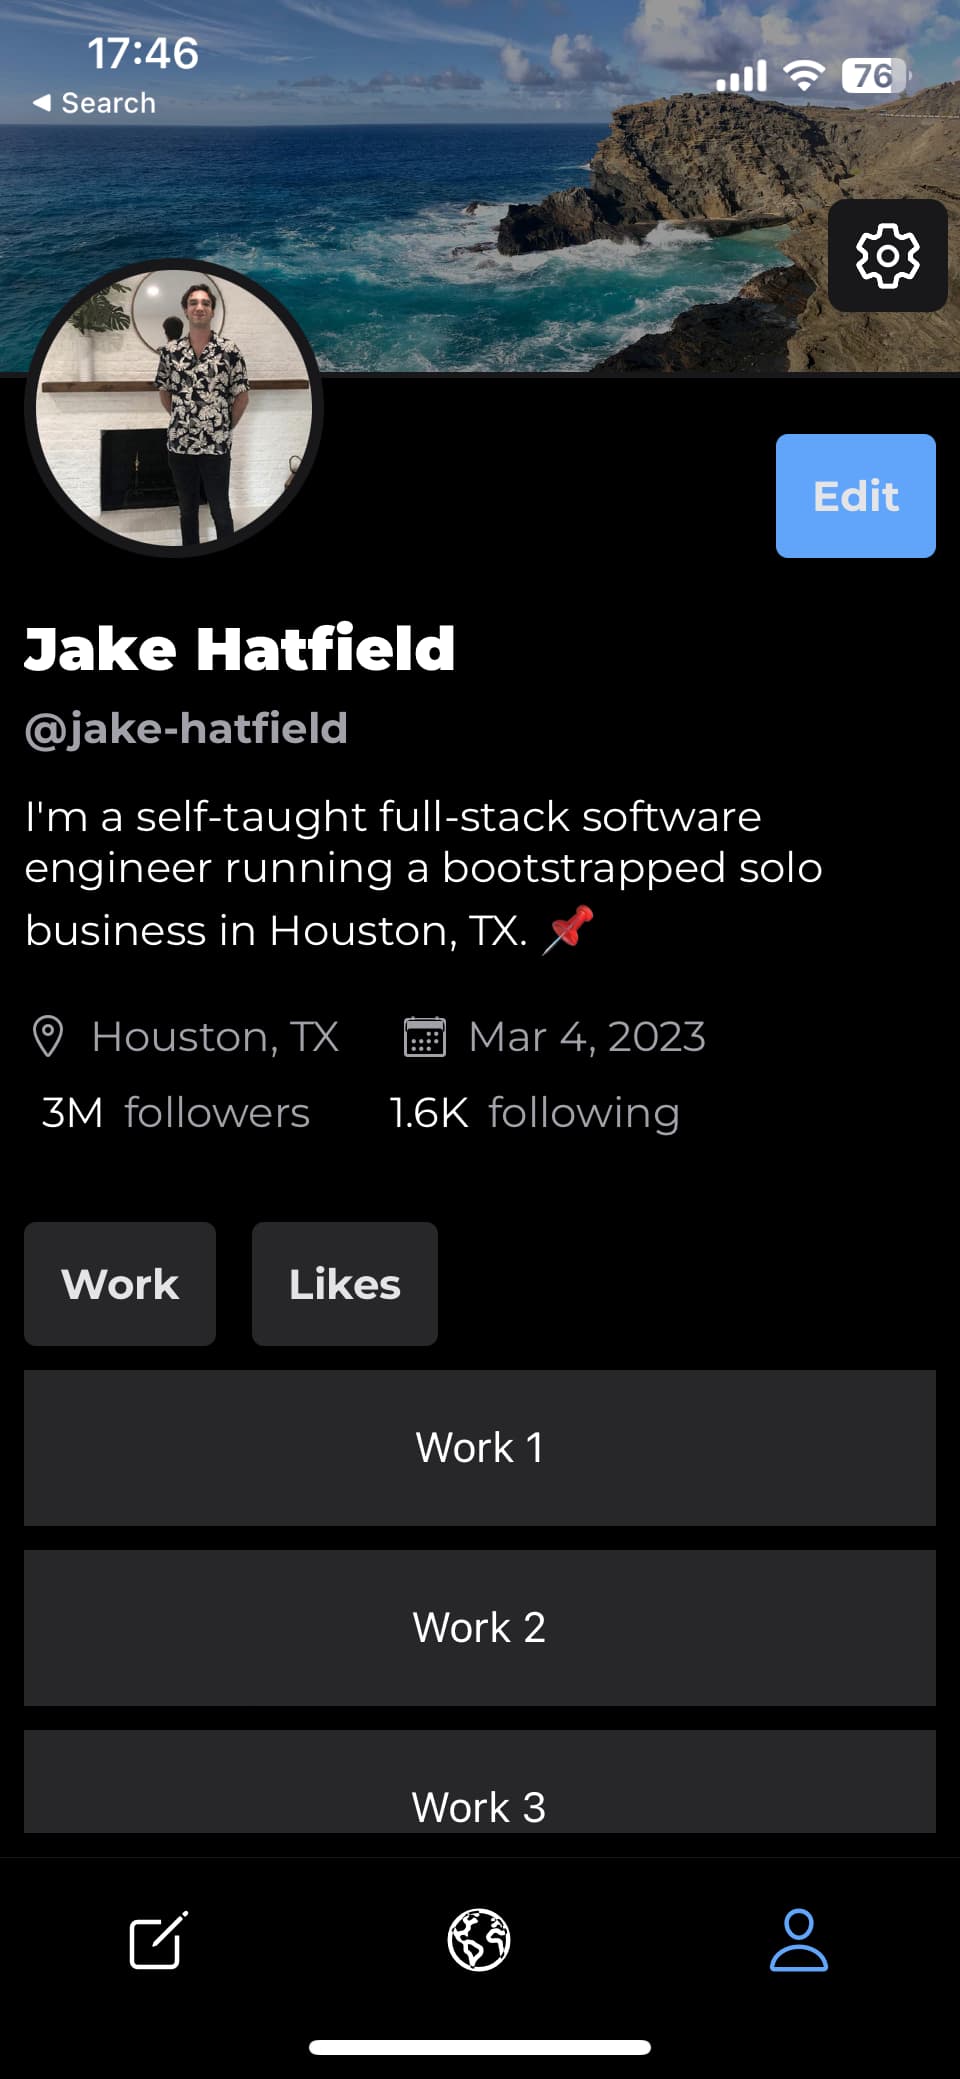 17:46
76
◀ Search
Edit
Jake Hatfield
@jake-hatfield
I'm a self-taught full-stack software
engineer running a bootstrapped solo
business in Houston, TX. 📌
Houston, TX Mar 4, 2023
3M followers 1.6K following
Work Likes
Work 1
Work 2
Work 3